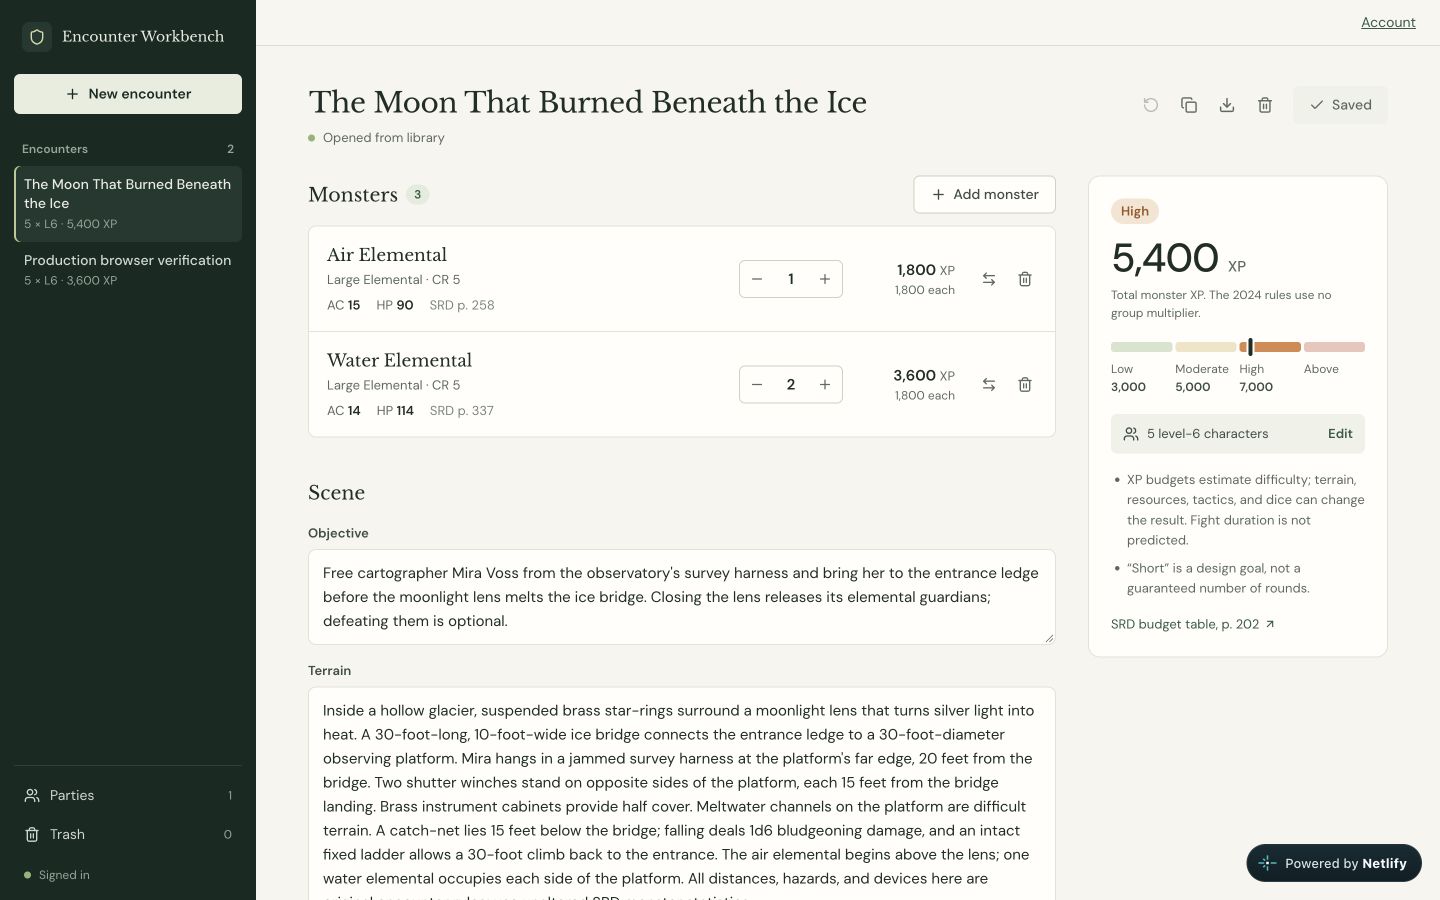 Encounter Workbench
New encounter
Encounters 2
The Moon That Burned Beneath
the Ice
5 × L6 · 5,400 XP
Production browser verification
5 × L6 · 3,600 XP
Parties 1
Trash 0
Signed in
Account
The Moon That Burned Beneath the Ice
Opened from library
Saved
Monsters 3
Add monster
Air Elemental
Large Elemental · CR 5
AC 15 HP 90 SRD p. 258
1
1,800 XP
1,800 each
Water Elemental
Large Elemental · CR 5
AC 14 HP 114 SRD p. 337
2
3,600 XP
1,800 each
Scene
Objective
Free cartographer Mira Voss from the observatory's survey harness and bring her to the entrance ledge
before the moonlight lens melts the ice bridge. Closing the lens releases its elemental guardians;
defeating them is optional.
Terrain
Inside a hollow glacier, suspended brass star-rings surround a moonlight lens that turns silver light into
heat. A 30-foot-long, 10-foot-wide ice bridge connects the entrance ledge to a 30-foot-diameter
observing platform. Mira hangs in a jammed survey harness at the platform's far edge, 20 feet from the
bridge. Two shutter winches stand on opposite sides of the platform, each 15 feet from the bridge
landing. Brass instrument cabinets provide half cover. Meltwater channels on the platform are difficult
terrain. A catch-net lies 15 feet below the bridge; falling deals 1d6 bludgeoning damage, and an intact
fixed ladder allows a 30-foot climb back to the entrance. The air elemental begins above the lens; one
water elemental occupies each side of the platform. All distances, hazards, and devices here are
High
5,400 XP
Total monster XP. The 2024 rules use no
group multiplier.
Low Moderate High Above
3,000 5,000 7,000
5 level-6 characters Edit
• XP budgets estimate difficulty; terrain,
resources, tactics, and dice can change
the result. Fight duration is not
predicted.
• “Short” is a design goal, not a
guaranteed number of rounds.
SRD budget table, p. 202
Powered by Netlify